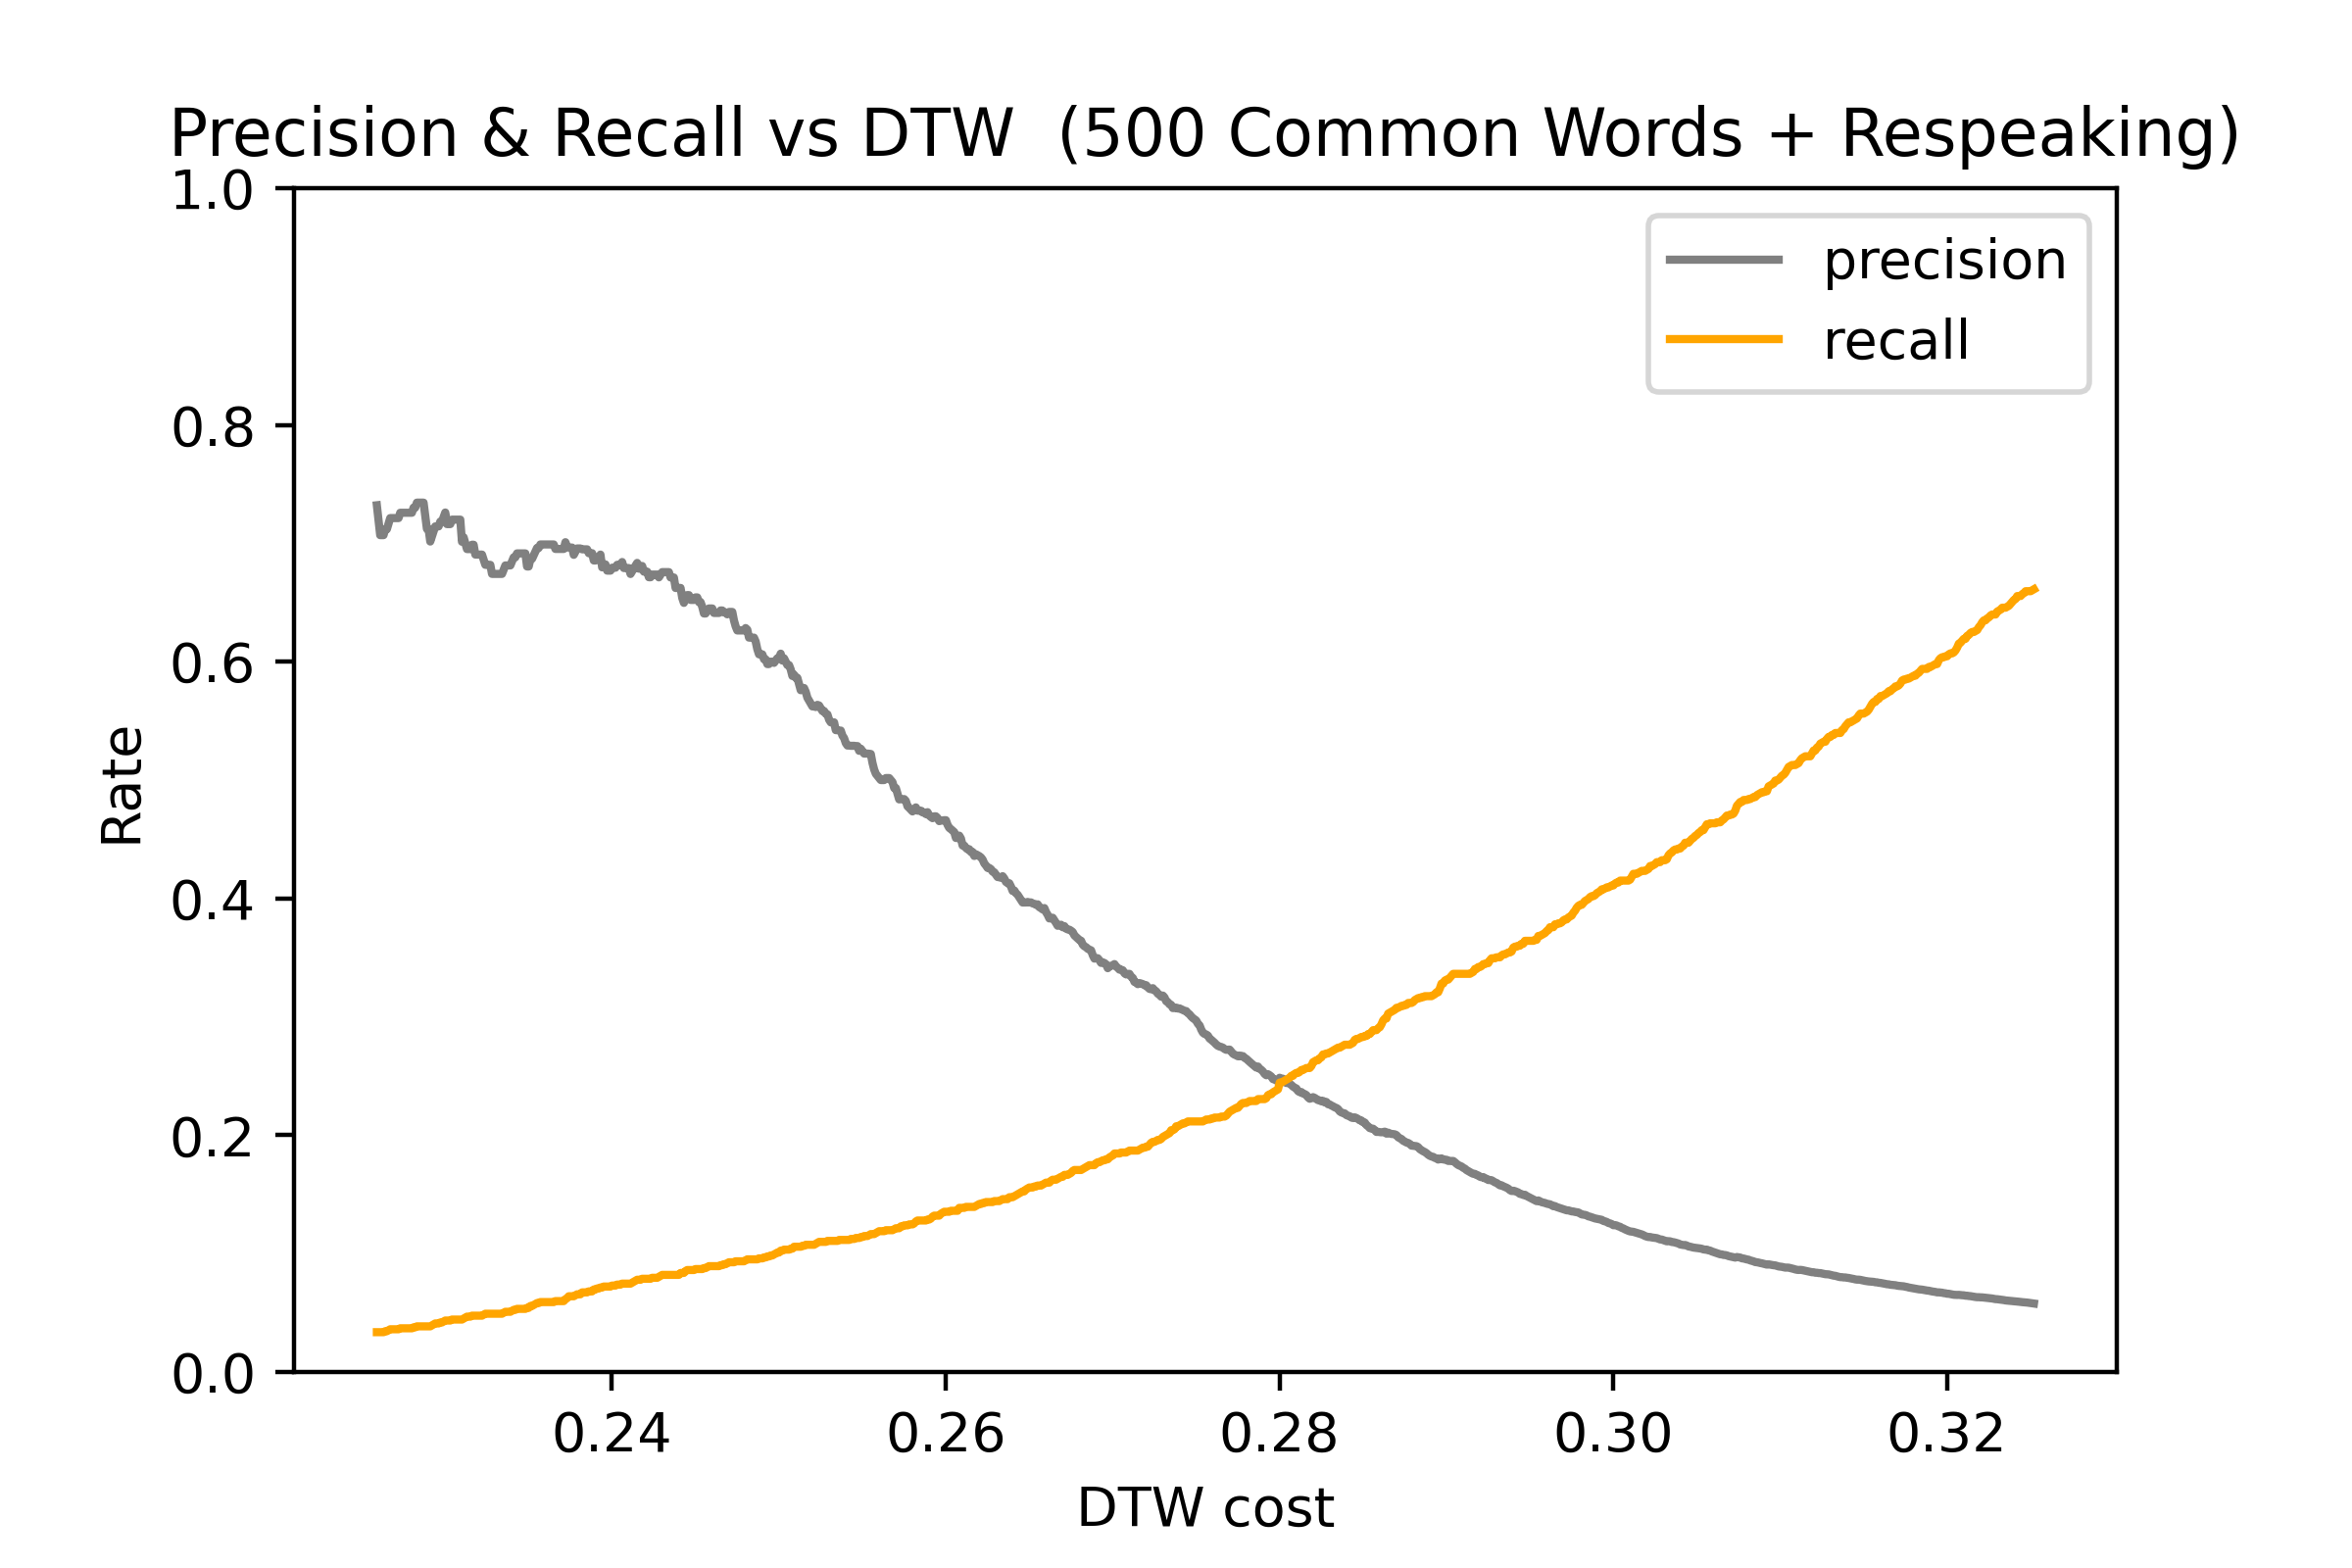 Precision & Recall vs DTW (500 Common Words + Respeaking)
1.0
precision
recall
0.8
0.6
Rate
0.4
0.2
0.0
0.24 0.26 0.28 0.30 0.32
DTW cost